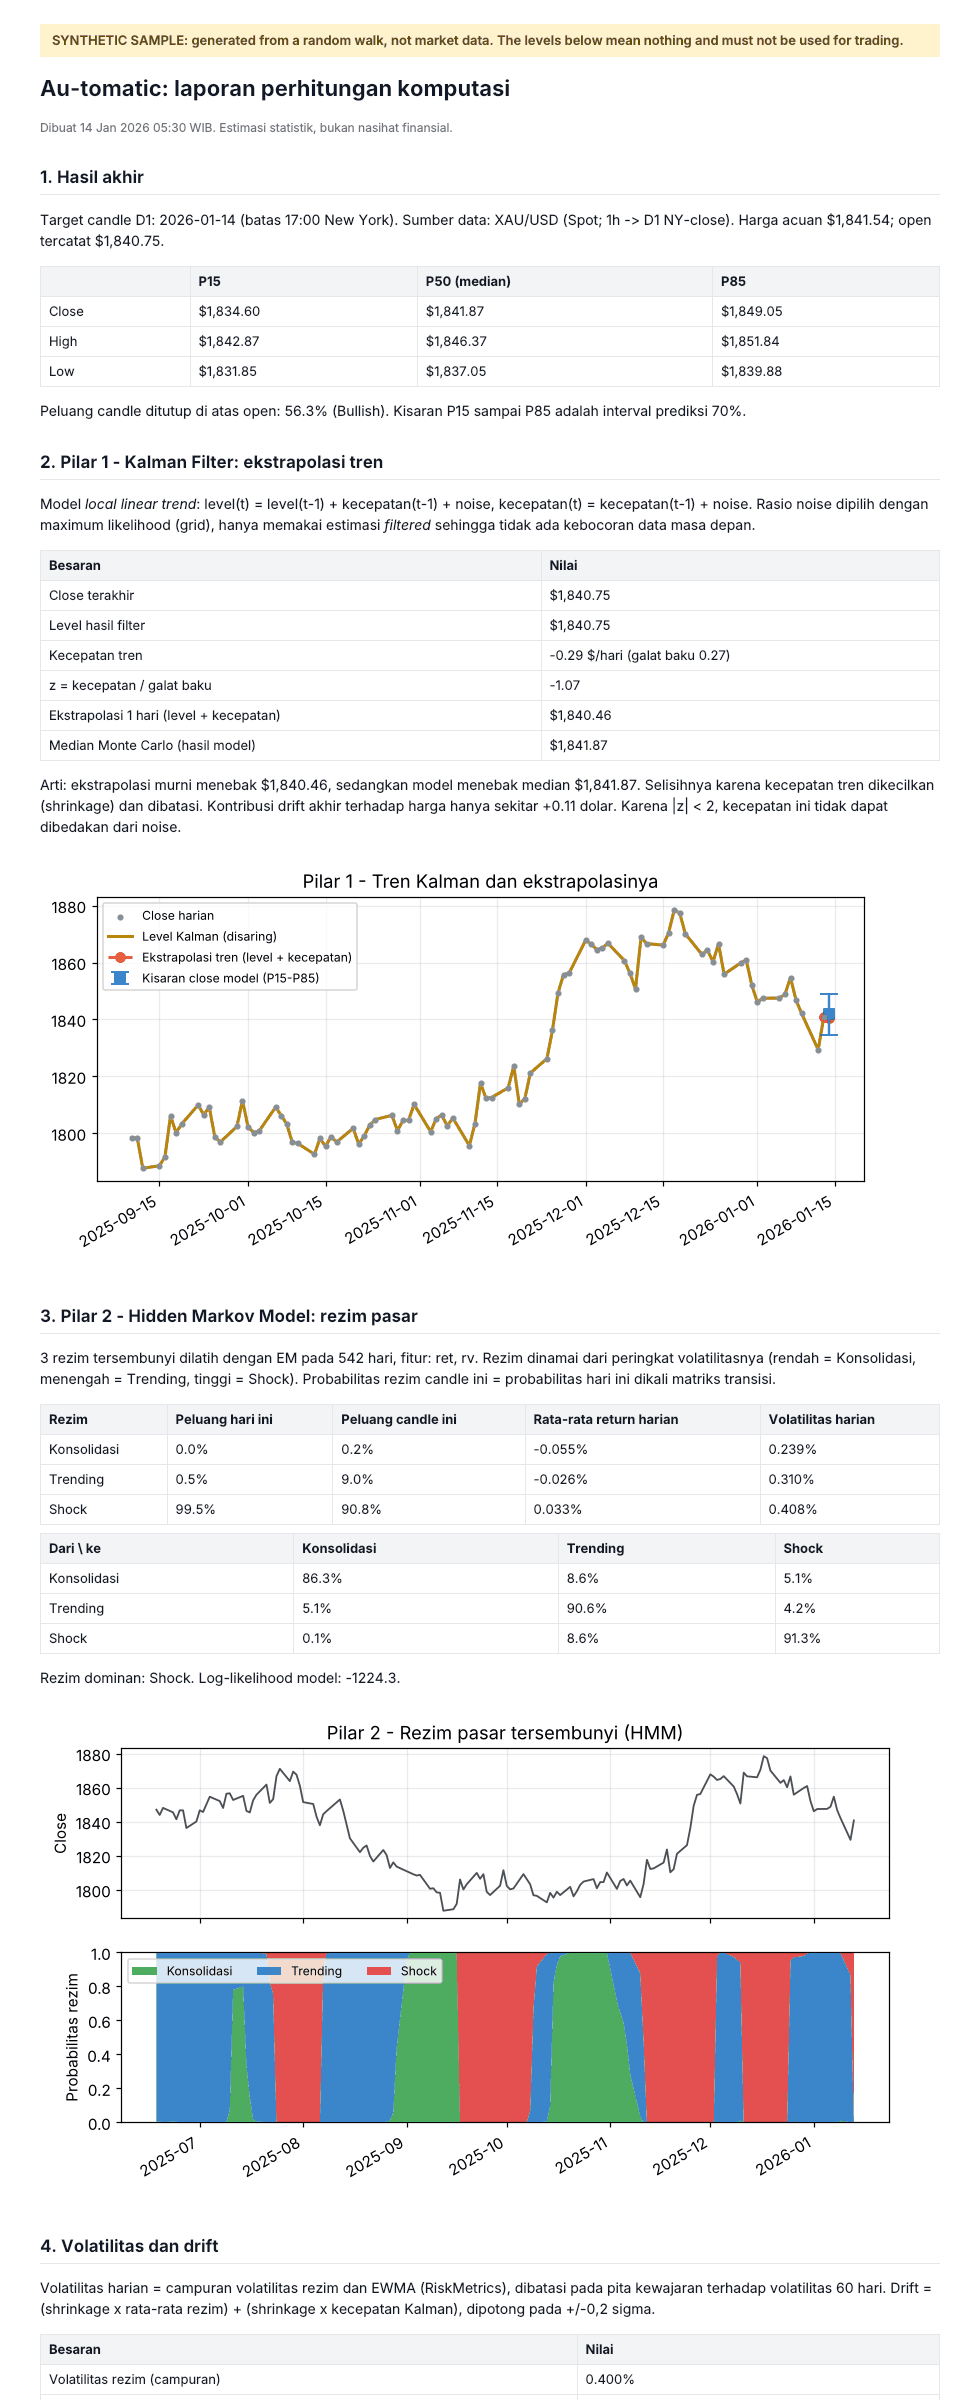 SYNTHETIC SAMPLE: generated from a random walk, not market data. The levels below mean nothing and must not be used for trading.
Au-tomatic: laporan perhitungan komputasi
Dibuat 14 Jan 2026 05:30 WIB. Estimasi statistik, bukan nasihat finansial.
1. Hasil akhir
Target candle D1: 2026-01-14 (batas 17:00 New York). Sumber data: XAU/USD (Spot; 1h -> D1 NY-close). Harga acuan $1,841.54; open
tercatat $1,840.75.
P15 P50 (median) P85
Close $1,834.60 $1,841.87 $1,849.05
High $1,842.87 $1,846.37 $1,851.84
Low $1,831.85 $1,837.05 $1,839.88
Peluang candle ditutup di atas open: 56.3% (Bullish). Kisaran P15 sampai P85 adalah interval prediksi 70%.
2. Pilar 1 - Kalman Filter: ekstrapolasi tren
Model local linear trend: level(t) = level(t-1) + kecepatan(t-1) + noise, kecepatan(t) = kecepatan(t-1) + noise. Rasio noise dipilih dengan
maximum likelihood (grid), hanya memakai estimasi filtered sehingga tidak ada kebocoran data masa depan.
Besaran Nilai
Close terakhir $1,840.75
Level hasil filter $1,840.75
Kecepatan tren -0.29 $/hari (galat baku 0.27)
z = kecepatan / galat baku -1.07
Ekstrapolasi 1 hari (level + kecepatan) $1,840.46
Median Monte Carlo (hasil model) $1,841.87
Arti: ekstrapolasi murni menebak $1,840.46, sedangkan model menebak median $1,841.87. Selisihnya karena kecepatan tren dikecilkan
(shrinkage) dan dibatasi. Kontribusi drift akhir terhadap harga hanya sekitar +0.11 dolar. Karena |z| < 2, kecepatan ini tidak dapat
dibedakan dari noise.
Pilar 1 - Tren Kalman dan ekstrapolasinya
1880
1860
1840
1820
1800
Close harian
Level Kalman (disaring)
Ekstrapolasi tren (level + kecepatan)
Kisaran close model (P15-P85)
2025-09-15 2025-10-01 2025-10-15 2025-11-01 2025-11-15 2025-12-01 2025-12-15 2026-01-01 2026-01-15
3. Pilar 2 - Hidden Markov Model: rezim pasar
3 rezim tersembunyi dilatih dengan EM pada 542 hari, fitur: ret, rv. Rezim dinamai dari peringkat volatilitasnya (rendah = Konsolidasi,
menengah = Trending, tinggi = Shock). Probabilitas rezim candle ini = probabilitas hari ini dikali matriks transisi.
Rezim Peluang hari ini Peluang candle ini Rata-rata return harian Volatilitas harian
Konsolidasi 0.0% 0.2% -0.055% 0.239%
Trending 0.5% 9.0% -0.026% 0.310%
Shock 99.5% 90.8% 0.033% 0.408%
Dari \ ke Konsolidasi Trending Shock
Konsolidasi 86.3% 8.6% 5.1%
Trending 5.1% 90.6% 4.2%
Shock 0.1% 8.6% 91.3%
Rezim dominan: Shock. Log-likelihood model: -1224.3.
Pilar 2 - Rezim pasar tersembunyi (HMM)
Close
1880
1860
1840
1820
1800
Probabilitas rezim
1.0
0.8
0.6
0.4
0.2
0.0
Konsolidasi Trending Shock
2025-07 2025-08 2025-09 2025-10 2025-11 2025-12 2026-01
4. Volatilitas dan drift
Volatilitas harian = campuran volatilitas rezim dan EWMA (RiskMetrics), dibatasi pada pita kewajaran terhadap volatilitas 60 hari. Drift =
(shrinkage x rata-rata rezim) + (shrinkage x kecepatan Kalman), dipotong pada +/-0,2 sigma.
Besaran Nilai
Volatilitas rezim (campuran) 0.400%